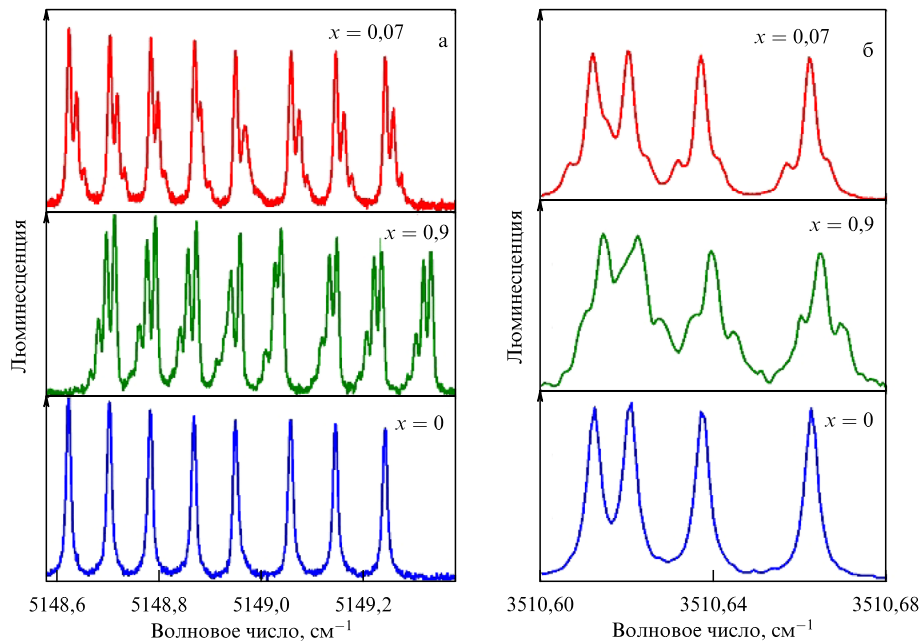 x = 0,07
а
x = 0,9
x = 0
Люминесценция
5148,6 5148,8 5149,0 5149,2
Волновое число, см⁻¹
x = 0,07
б
x = 0,9
x = 0
Люминесценция
3510,60 3510,64 3510,68
Волновое число, см⁻¹